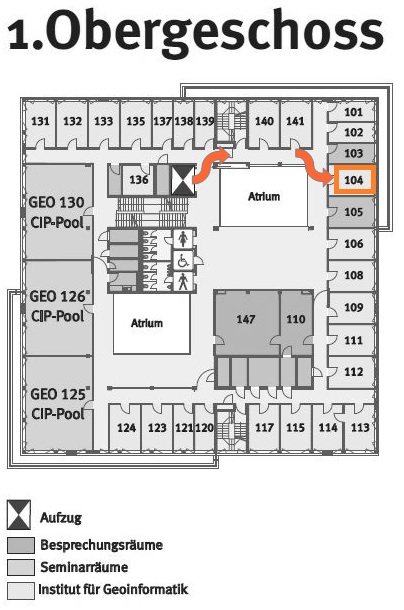 1.Obergeschoss
131 132 133 135 137 138 139 140 141 101
102
103
136 104
GEO 130
CIP-Pool
Atrium
105
106
GEO 126
CIP-Pool
108
Atrium
147 110
109
111
GEO 125
CIP-Pool
112
124 123 121 120 117 115 114 113
Aufzug
Besprechungsräume
Seminarräume
Institut für Geoinformatik